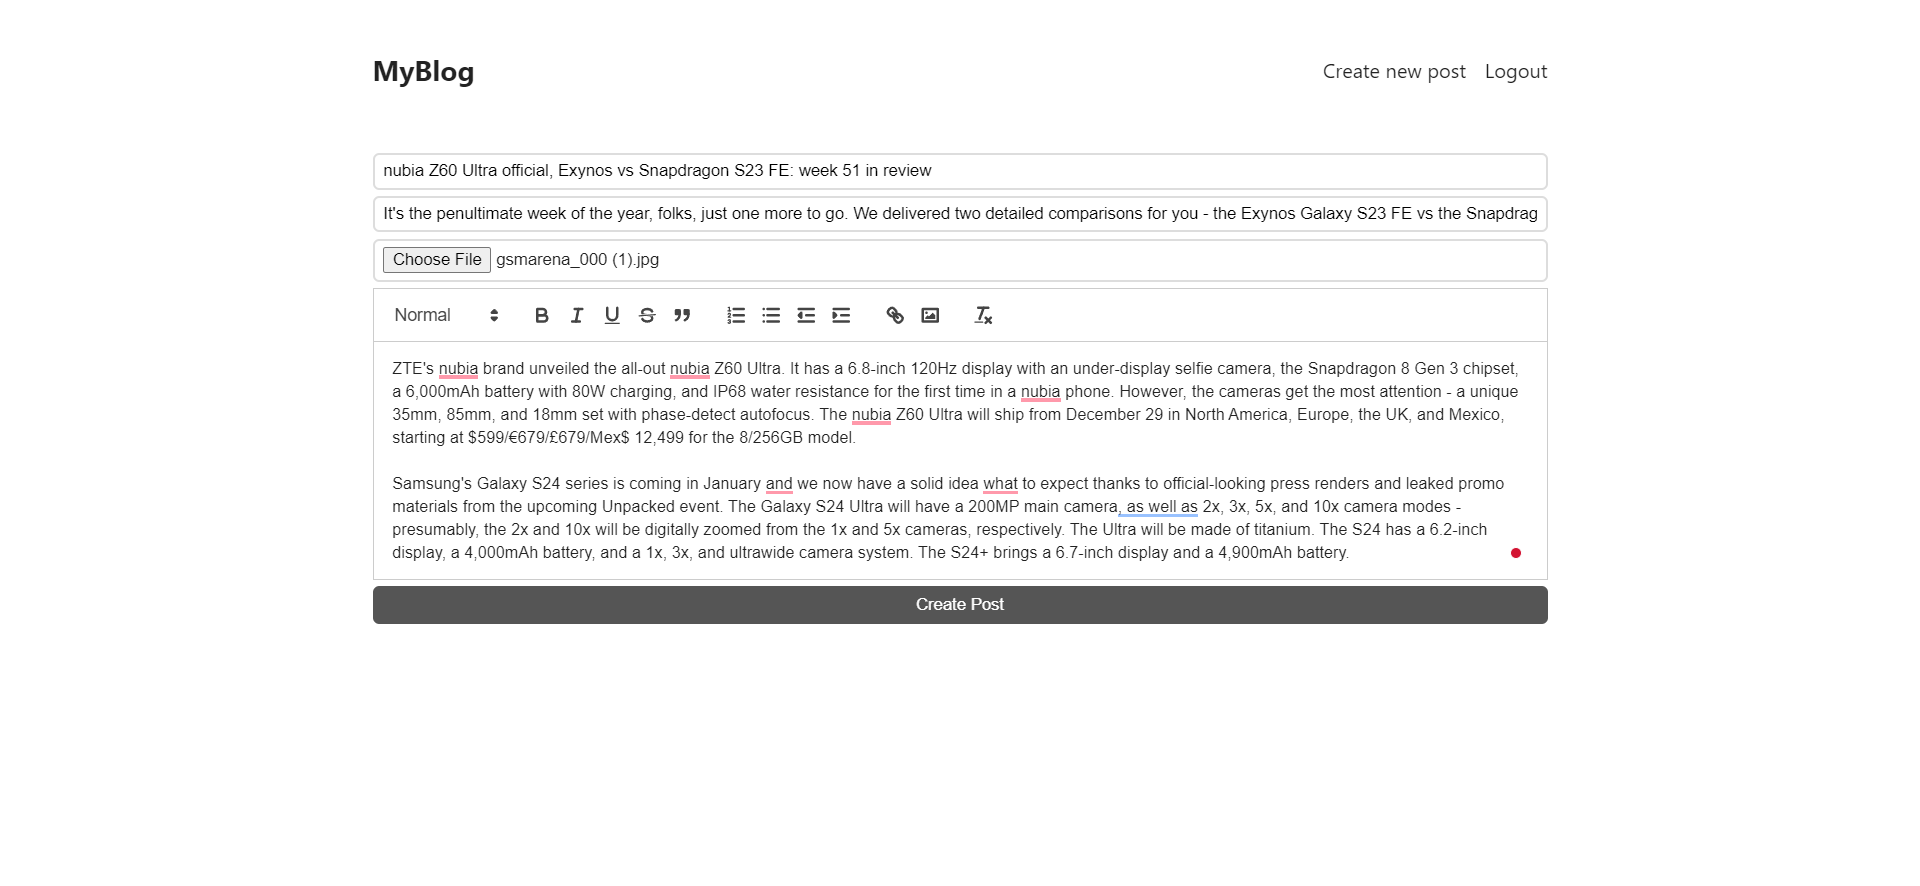 MyBlog
Create new post Logout
nubia Z60 Ultra official, Exynos vs Snapdragon S23 FE: week 51 in review
It's the penultimate week of the year, folks, just one more to go. We delivered two detailed comparisons for you - the Exynos Galaxy S23 FE vs the Snapdrag
Choose File gsmarena_000 (1).jpg
Normal
ZTE's nubia brand unveiled the all-out nubia Z60 Ultra. It has a 6.8-inch 120Hz display with an under-display selfie camera, the Snapdragon 8 Gen 3 chipset,
a 6,000mAh battery with 80W charging, and IP68 water resistance for the first time in a nubia phone. However, the cameras get the most attention - a unique
35mm, 85mm, and 18mm set with phase-detect autofocus. The nubia Z60 Ultra will ship from December 29 in North America, Europe, the UK, and Mexico,
starting at $599/€679/£679/Mex$ 12,499 for the 8/256GB model.
Samsung's Galaxy S24 series is coming in January and we now have a solid idea what to expect thanks to official-looking press renders and leaked promo
materials from the upcoming Unpacked event. The Galaxy S24 Ultra will have a 200MP main camera, as well as 2x, 3x, 5x, and 10x camera modes -
presumably, the 2x and 10x will be digitally zoomed from the 1x and 5x cameras, respectively. The Ultra will be made of titanium. The S24 has a 6.2-inch
display, a 4,000mAh battery, and a 1x, 3x, and ultrawide camera system. The S24+ brings a 6.7-inch display and a 4,900mAh battery.
Create Post